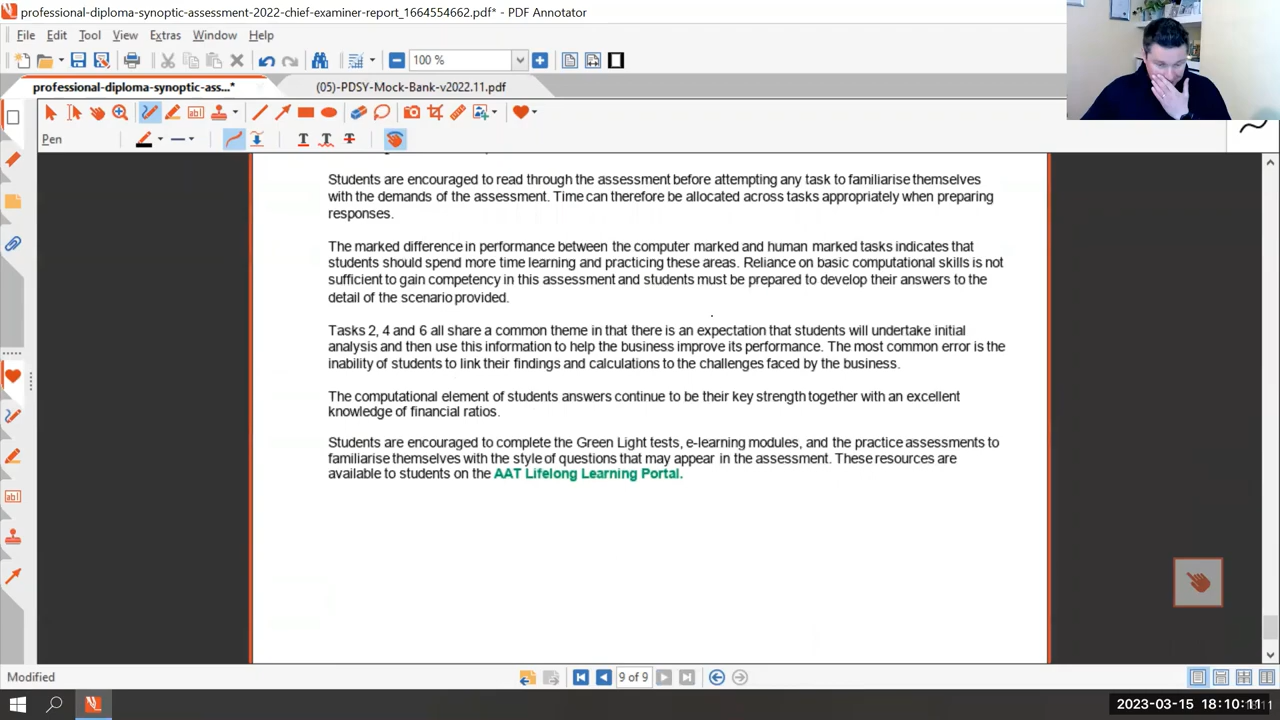 professional-diploma-synoptic-assessment-2022-chief-examiner-report_1664554662.pdf* - PDF Annotator
File Edit Tool View Extras Window Help
100 %
professional-diploma-synoptic-ass...* (05)-PDSY-Mock-Bank-v2022.11.pdf
Pen
Students are encouraged to read through the assessment before attempting any task to familiarise themselves
with the demands of the assessment. Time can therefore be allocated across tasks appropriately when preparing
responses.
The marked difference in performance between the computer marked and human marked tasks indicates that
students should spend more time learning and practicing these areas. Reliance on basic computational skills is not
sufficient to gain competency in this assessment and students must be prepared to develop their answers to the
detail of the scenario provided.
Tasks 2, 4 and 6 all share a common theme in that there is an expectation that students will undertake initial
analysis and then use this information to help the business improve its performance. The most common error is the
inability of students to link their findings and calculations to the challenges faced by the business.
The computational element of students answers continue to be their key strength together with an excellent
knowledge of financial ratios.
Students are encouraged to complete the Green Light tests, e-learning modules, and the practice assessments to
familiarise themselves with the style of questions that may appear in the assessment. These resources are
available to students on the AAT Lifelong Learning Portal.
Modified
9 of 9
2023-03-15 18:10:11